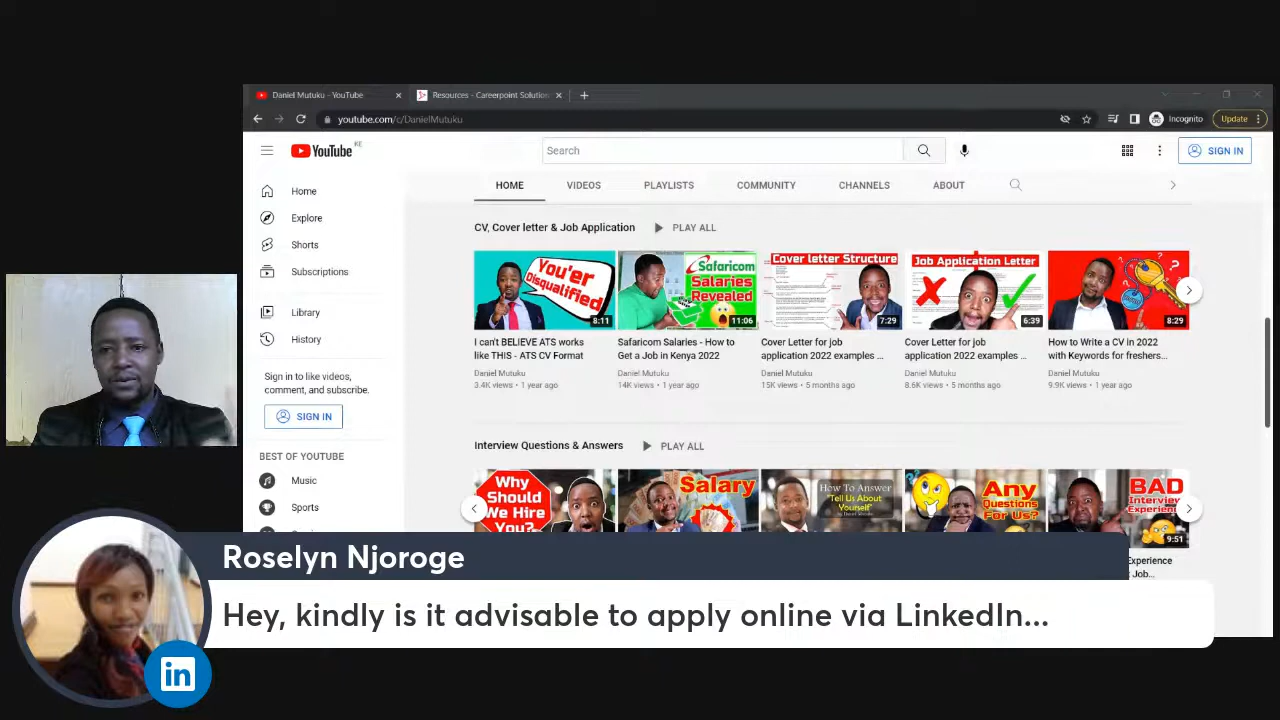 Daniel Mutuku - YouTube
Resources - Careerpoint Solution
youtube.com/c/DanielMutuku
Incognito
Update
YouTube KE
Search
SIGN IN
HOME
VIDEOS
PLAYLISTS
COMMUNITY
CHANNELS
ABOUT
Home
Explore
Shorts
Subscriptions
Library
History
Sign in to like videos,
comment, and subscribe.
SIGN IN
BEST OF YOUTUBE
Music
Sports
CV, Cover letter & Job Application
PLAY ALL
You'er
Disqualified
8:11
Safaricom
Salaries
Revealed
11:06
Cover letter Structure
7:29
Job Application Letter
6:39
8:29
I can't BELIEVE ATS works
like THIS - ATS CV Format
Daniel Mutuku
3.4K views • 1 year ago
Safaricom Salaries - How to
Get a Job in Kenya 2022
Daniel Mutuku
14K views • 1 year ago
Cover Letter for job
application 2022 examples ...
Daniel Mutuku
15K views • 5 months ago
Cover Letter for job
application 2022 examples ...
Daniel Mutuku
8.6K views • 5 months ago
How to Write a CV in 2022
with Keywords for freshers...
Daniel Mutuku
9.9K views • 1 year ago
Interview Questions & Answers
PLAY ALL
Why
Should
We Hire
You?
Salary
How To Answer
"Tell Us About
Yourself"
Any
Questions
For Us?
BAD
Interview
Experience
9:51
Experience
Job...
Roselyn Njoroge
Hey, kindly is it advisable to apply online via LinkedIn...
in